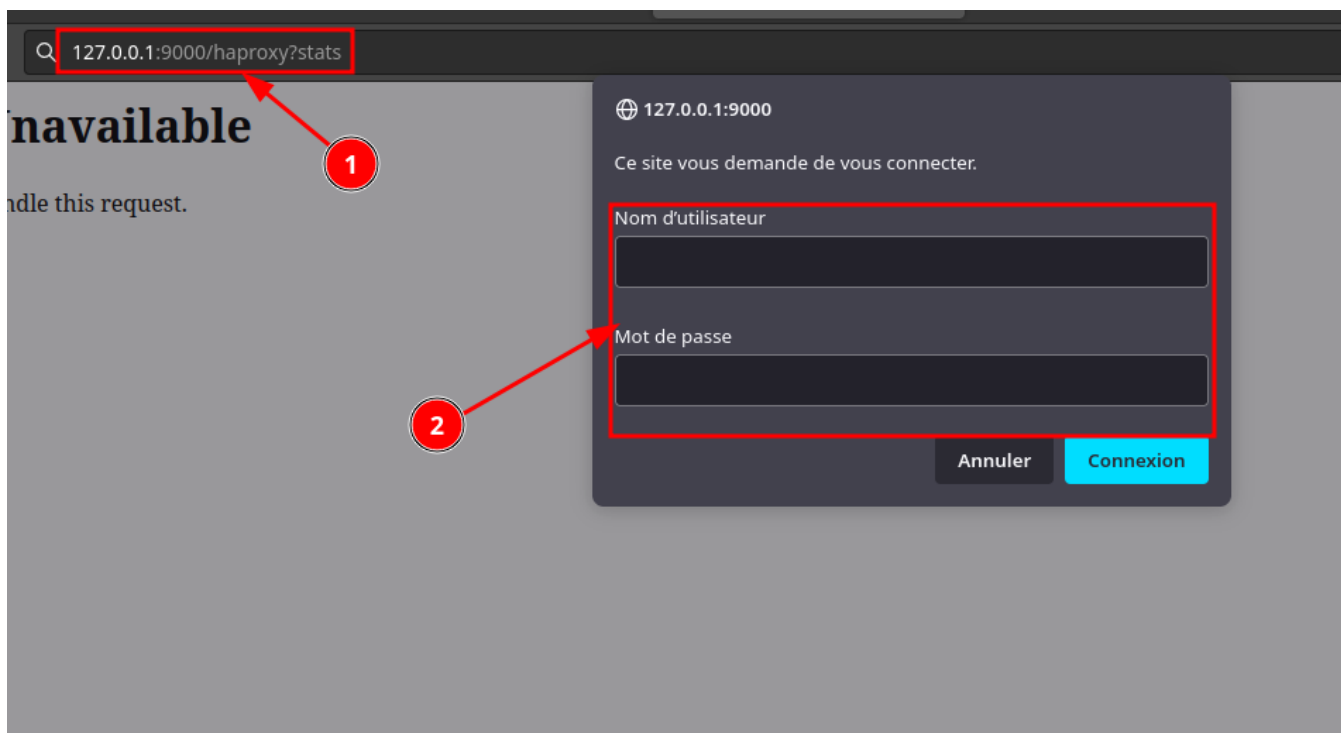 127.0.0.1:9000/haproxy?stats
navailable
ndle this request.
1
127.0.0.1:9000
Ce site vous demande de vous connecter.
Nom d’utilisateur
Mot de passe
2
Annuler
Connexion